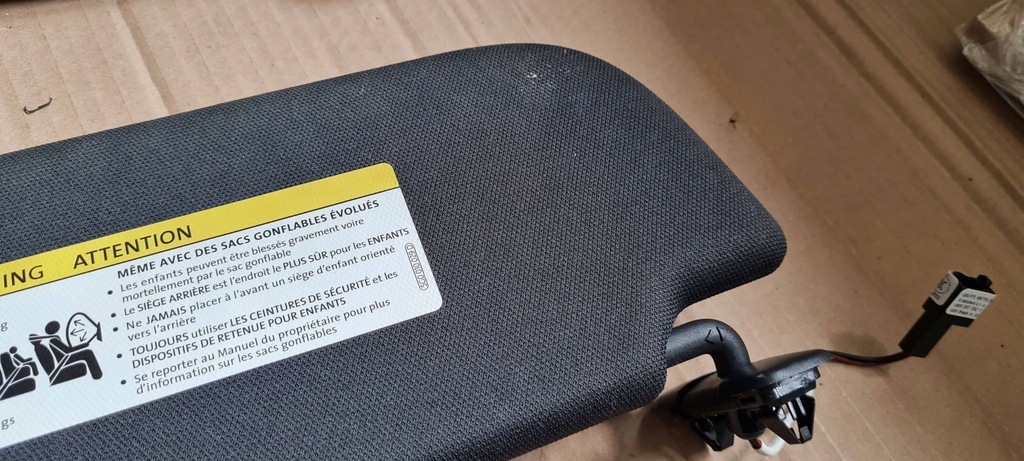 ING ATTENTION
MÊME AVEC DES SACS GONFLABLES ÉVOLUÉS
• Les enfants peuvent être blessés gravement voire
mortellement par le sac gonflable
• Le SIÈGE ARRIÈRE est l'endroit le PLUS SÛR pour les ENFANTS
• Ne JAMAIS placer à l'avant un siège d'enfant orienté
vers l'arrière
• TOUJOURS utiliser LES CEINTURES DE SÉCURITÉ et les
DISPOSITIFS DE RETENUE POUR ENFANTS
• Se reporter au Manuel du propriétaire pour plus
d'information sur les sacs gonflables
g
gs